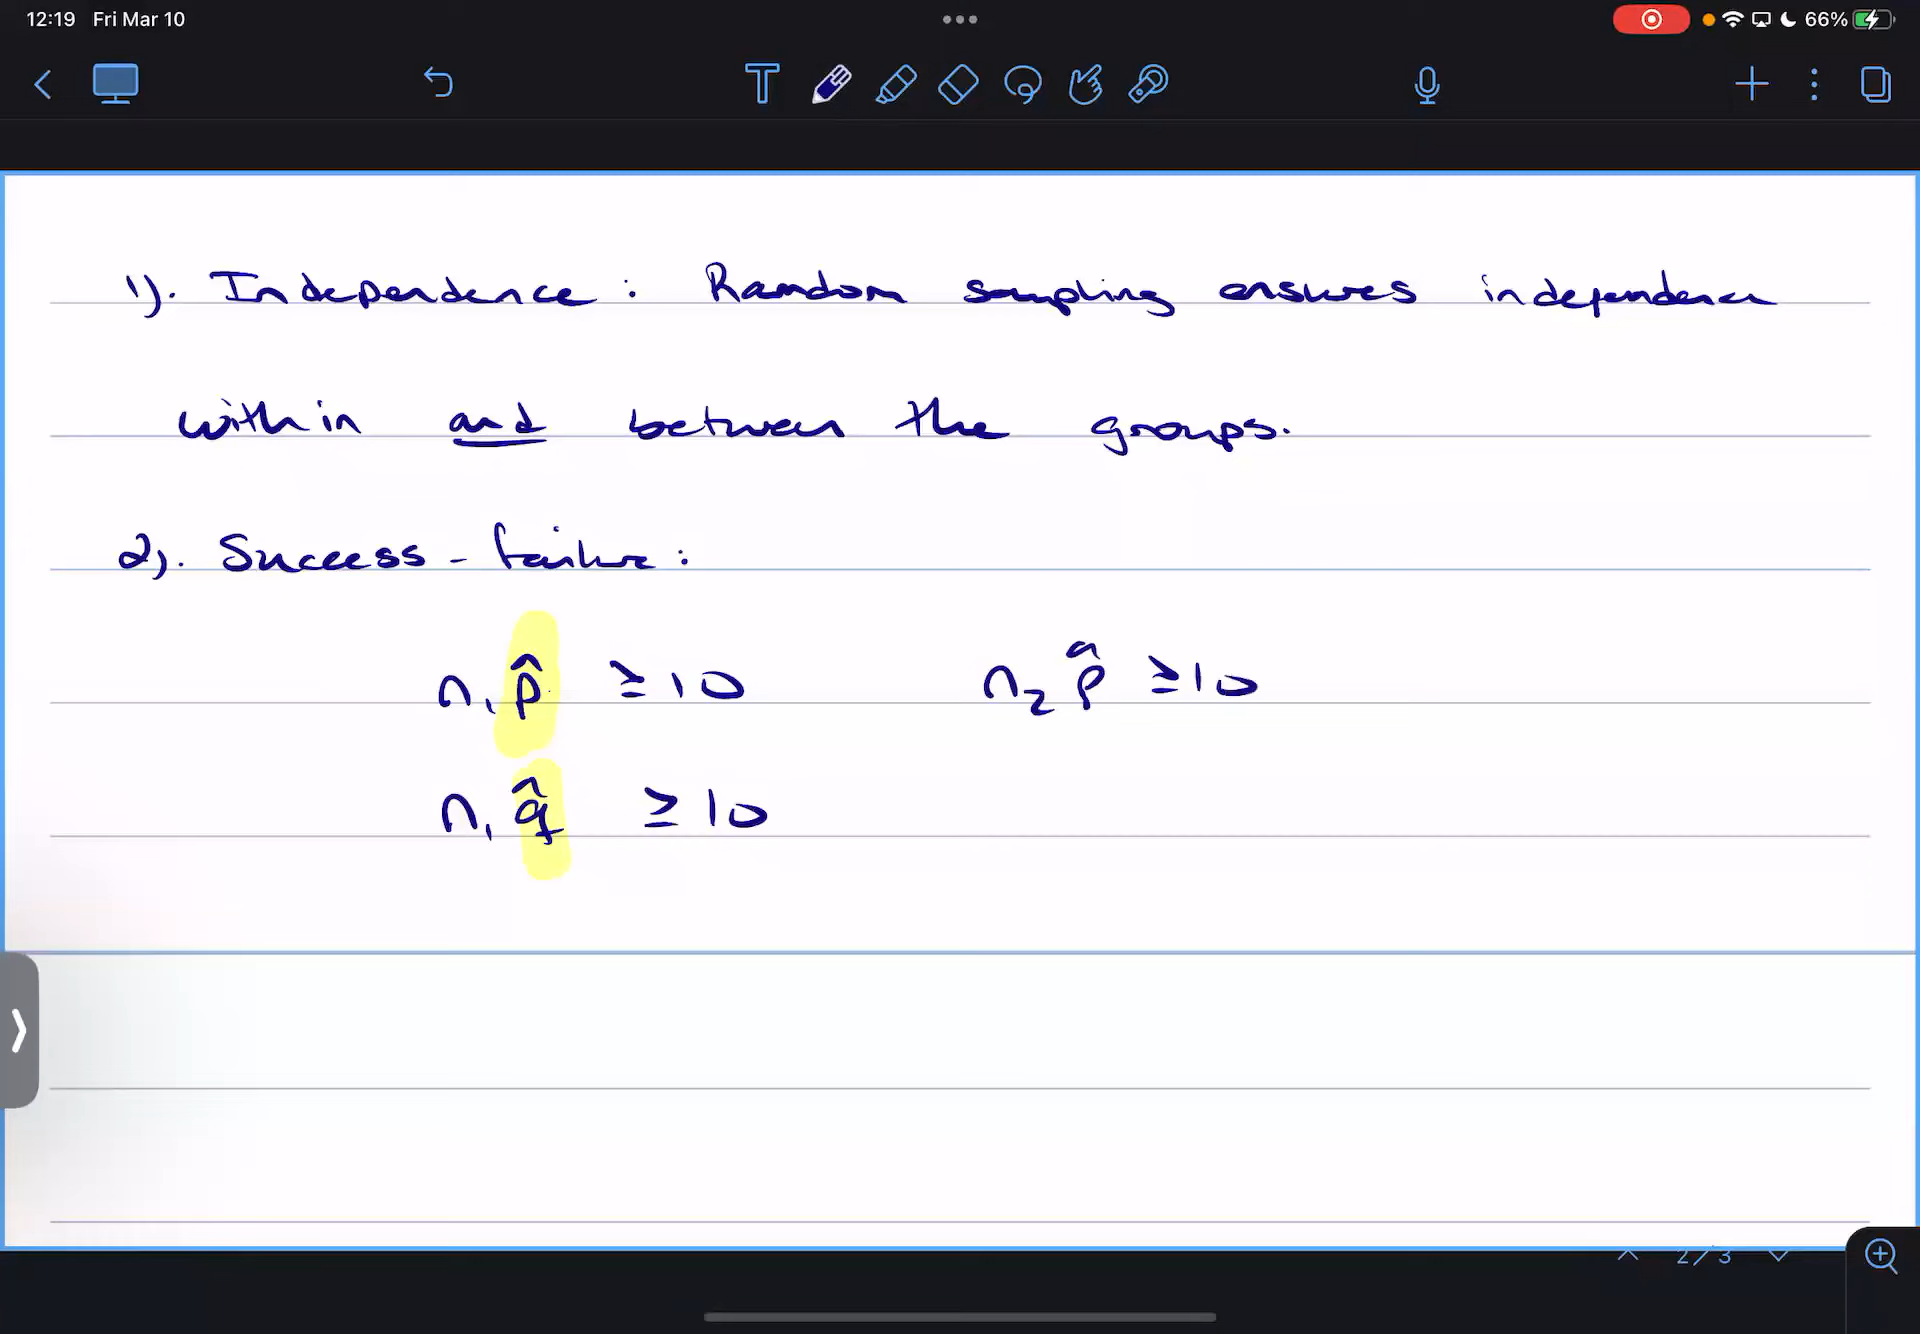 12:19 Fri Mar 10
66%
1). Independence: Random sampling ensures independence
within and between the groups.
2). Success-failure:
n₁p̂ ≥10 n₂p̂ ≥10
n₁q̂ ≥10
2/3